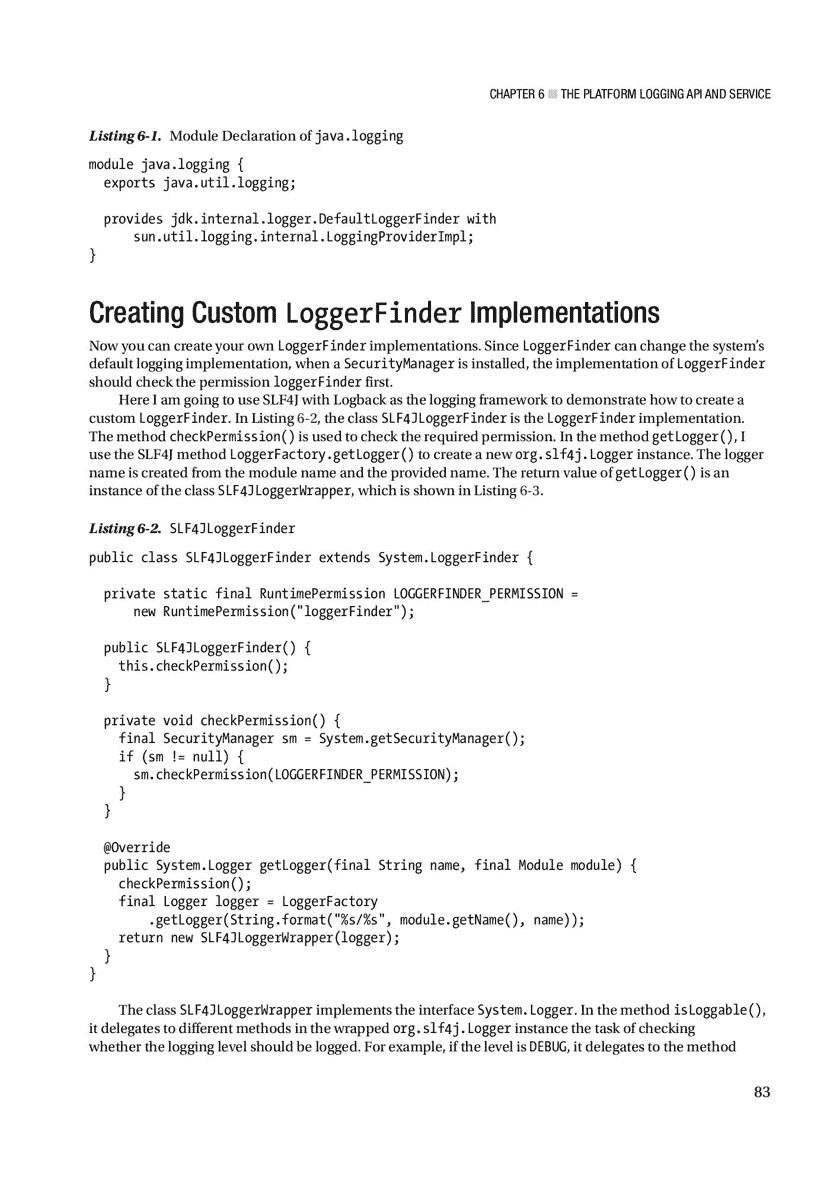 CHAPTER 6 ▒ THE PLATFORM LOGGING API AND SERVICE
Listing 6-1. Module Declaration of java.logging
module java.logging {
  exports java.util.logging;

  provides jdk.internal.logger.DefaultLoggerFinder with
      sun.util.logging.internal.LoggingProviderImpl;
}
Creating Custom LoggerFinder Implementations
Now you can create your own LoggerFinder implementations. Since LoggerFinder can change the system’s
default logging implementation, when a SecurityManager is installed, the implementation of LoggerFinder
should check the permission loggerFinder first.
Here I am going to use SLF4J with Logback as the logging framework to demonstrate how to create a
custom LoggerFinder. In Listing 6-2, the class SLF4JLoggerFinder is the LoggerFinder implementation.
The method checkPermission() is used to check the required permission. In the method getLogger(), I
use the SLF4J method LoggerFactory.getLogger() to create a new org.slf4j.Logger instance. The logger
name is created from the module name and the provided name. The return value of getLogger() is an
instance of the class SLF4JLoggerWrapper, which is shown in Listing 6-3.
Listing 6-2. SLF4JLoggerFinder
public class SLF4JLoggerFinder extends System.LoggerFinder {

  private static final RuntimePermission LOGGERFINDER_PERMISSION =
      new RuntimePermission("loggerFinder");

  public SLF4JLoggerFinder() {
    this.checkPermission();
  }

  private void checkPermission() {
    final SecurityManager sm = System.getSecurityManager();
    if (sm != null) {
      sm.checkPermission(LOGGERFINDER_PERMISSION);
    }
  }

  @Override
  public System.Logger getLogger(final String name, final Module module) {
    checkPermission();
    final Logger logger = LoggerFactory
        .getLogger(String.format("%s/%s", module.getName(), name));
    return new SLF4JLoggerWrapper(logger);
  }
}
The class SLF4JLoggerWrapper implements the interface System.Logger. In the method isLoggable(),
it delegates to different methods in the wrapped org.slf4j.Logger instance the task of checking
whether the logging level should be logged. For example, if the level is DEBUG, it delegates to the method
83